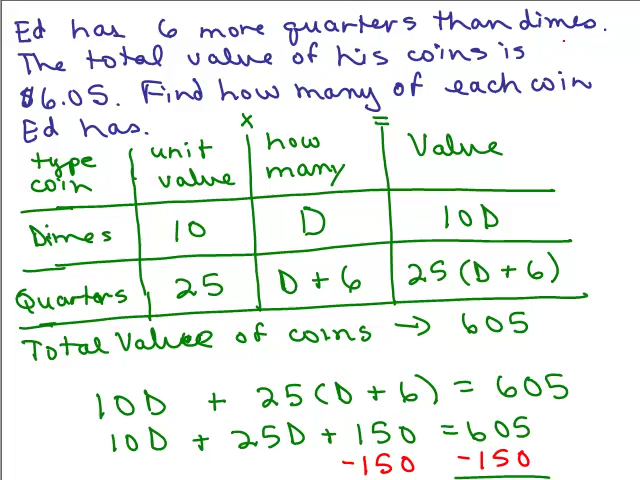 Ed has 6 more quarters than dimes.
The total value of his coins is
$6.05. Find how many of each coin
Ed has.
× =
type coin unit value how many Value
Dimes 10 D 10D
Quarters 25 D + 6 25 (D + 6)
Total Value of coins → 605
10D + 25(D + 6) = 605
10D + 25D + 150 = 605
-150 -150